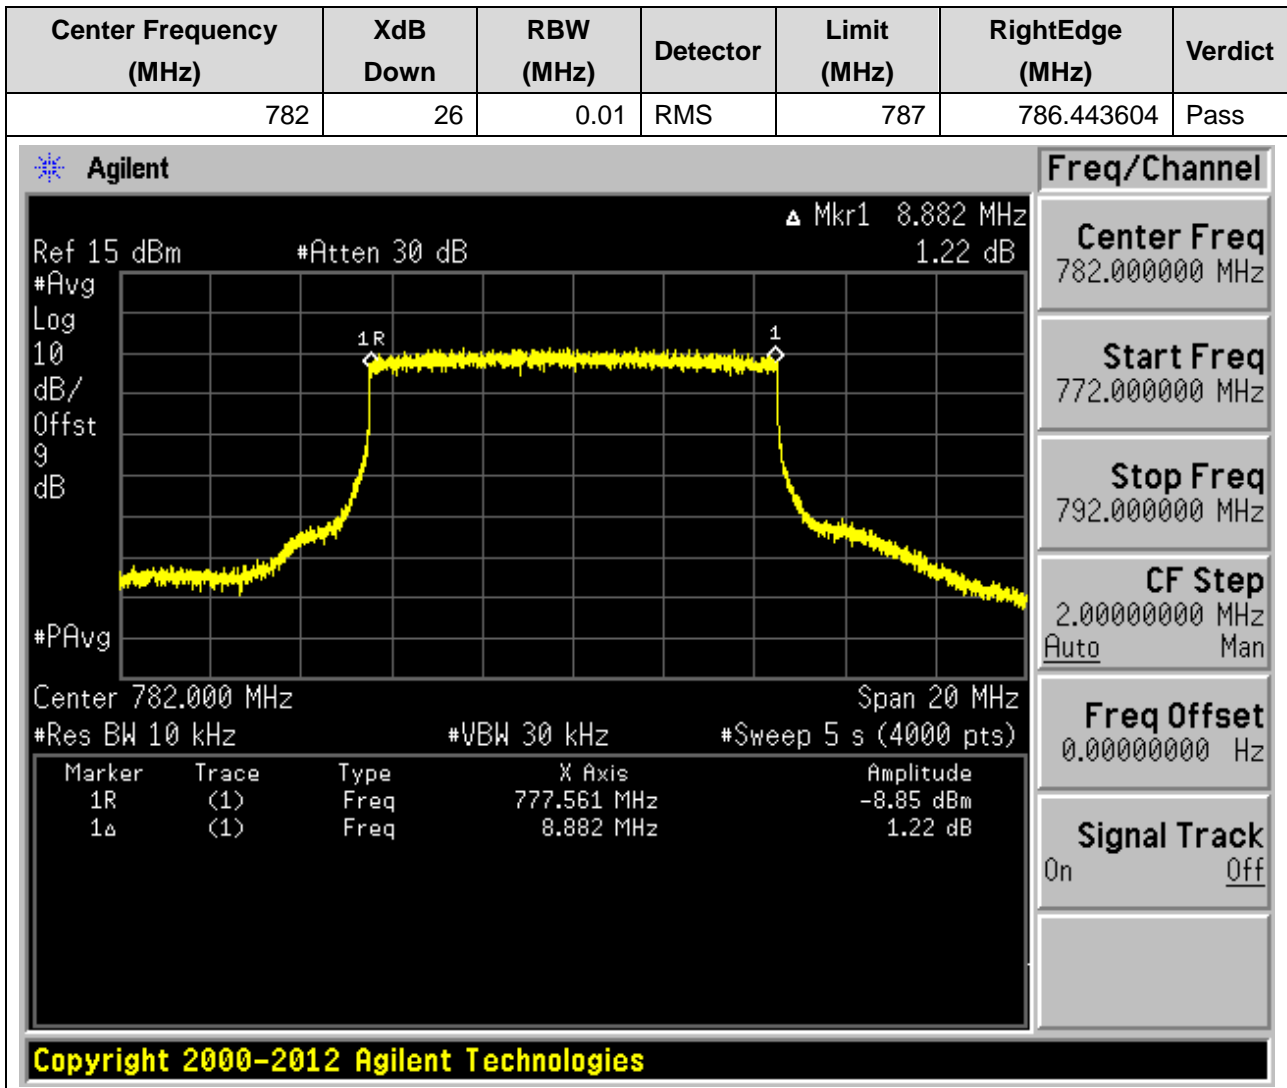 Center Frequency (MHz) XdB Down RBW (MHz) Detector Limit (MHz) RightEdge (MHz) Verdict
782 26 0.01 RMS 787 786.443604 Pass
Agilent
Freq/Channel
Δ Mkr1 8.882 MHz
Ref 15 dBm #Atten 30 dB 1.22 dB
#Avg
Log
10
dB/
Offst
9
dB
1R
1
#PAvg
Center 782.000 MHz Span 20 MHz
#Res BW 10 kHz #VBW 30 kHz #Sweep 5 s (4000 pts)
Marker Trace Type X Axis Amplitude
1R (1) Freq 777.561 MHz -8.85 dBm
1Δ (1) Freq 8.882 MHz 1.22 dB
Center Freq
782.000000 MHz
Start Freq
772.000000 MHz
Stop Freq
792.000000 MHz
CF Step
2.00000000 MHz
Auto Man
Freq Offset
0.00000000 Hz
Signal Track
On Off
Copyright 2000-2012 Agilent Technologies